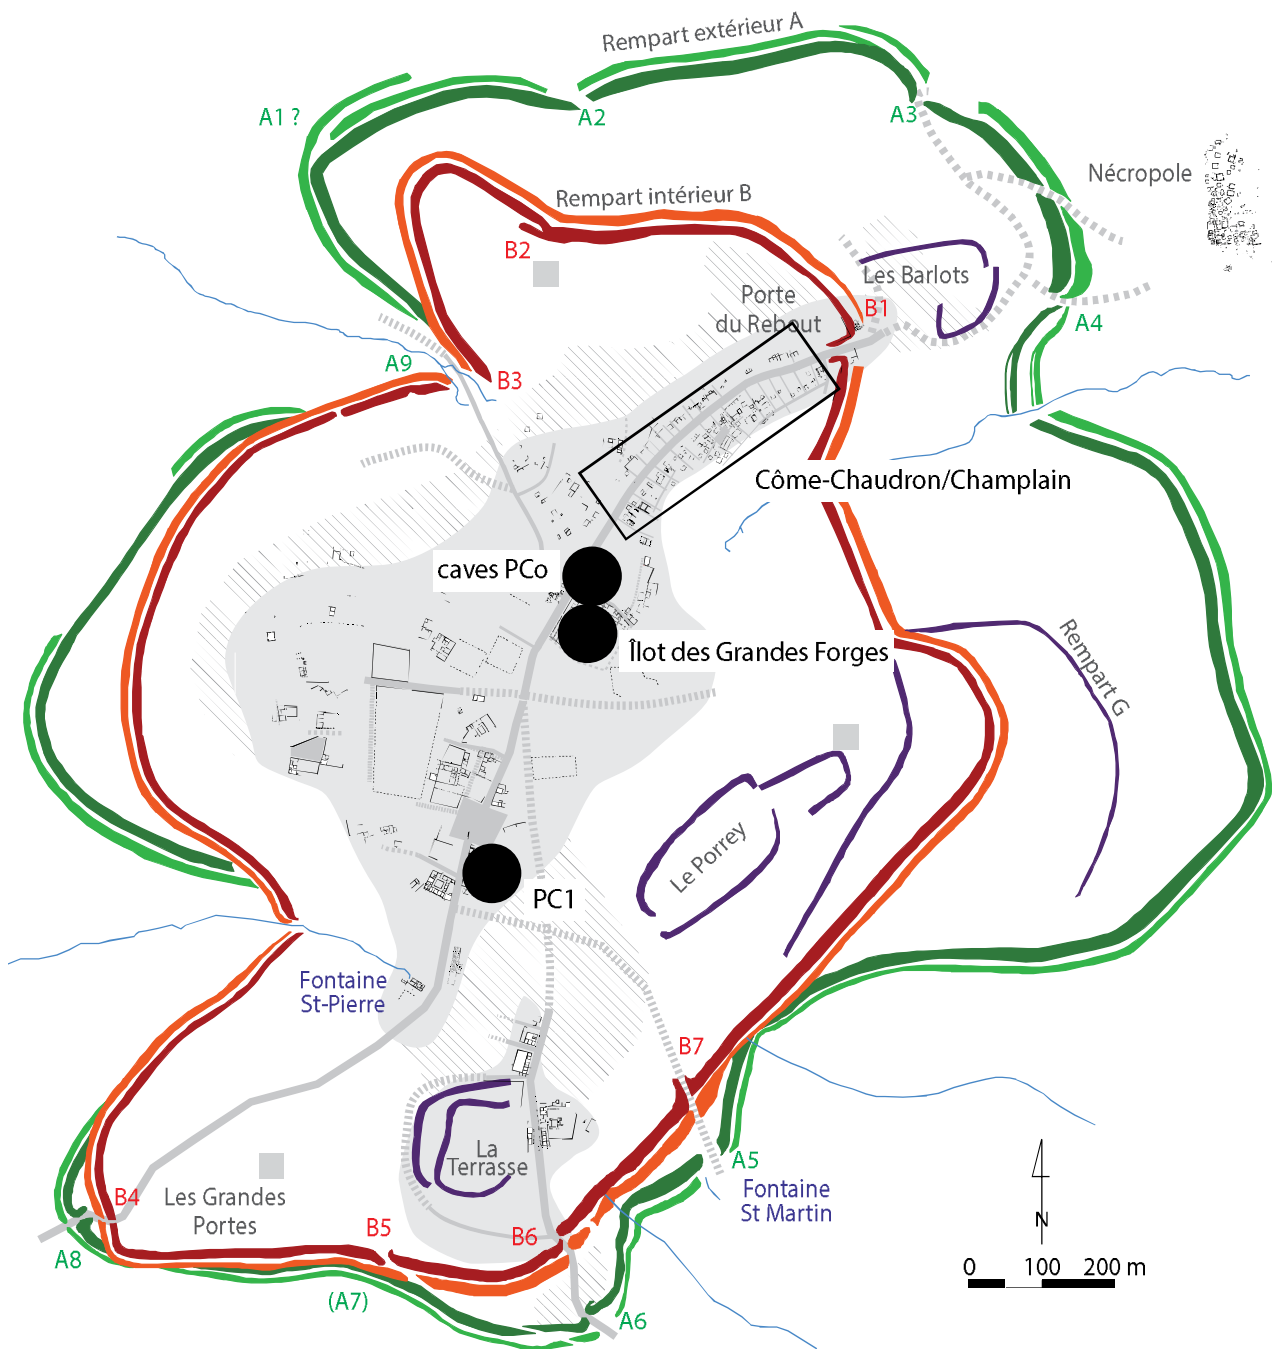 Rempart extérieur A
A1 ?
A2
A3
Nécropole
Rempart intérieur B
B2
Les Barlots
Porte
du Rebout
B1
A4
A9
B3
Côme-Chaudron/Champlain
caves PCo
Îlot des Grandes Forges
Rempart G
Le Porrey
PC1
Fontaine
St-Pierre
B7
La
Terrasse
A5
Fontaine
St Martin
B4
Les Grandes
Portes
B5
B6
A8
(A7)
A6
N
0 100 200 m